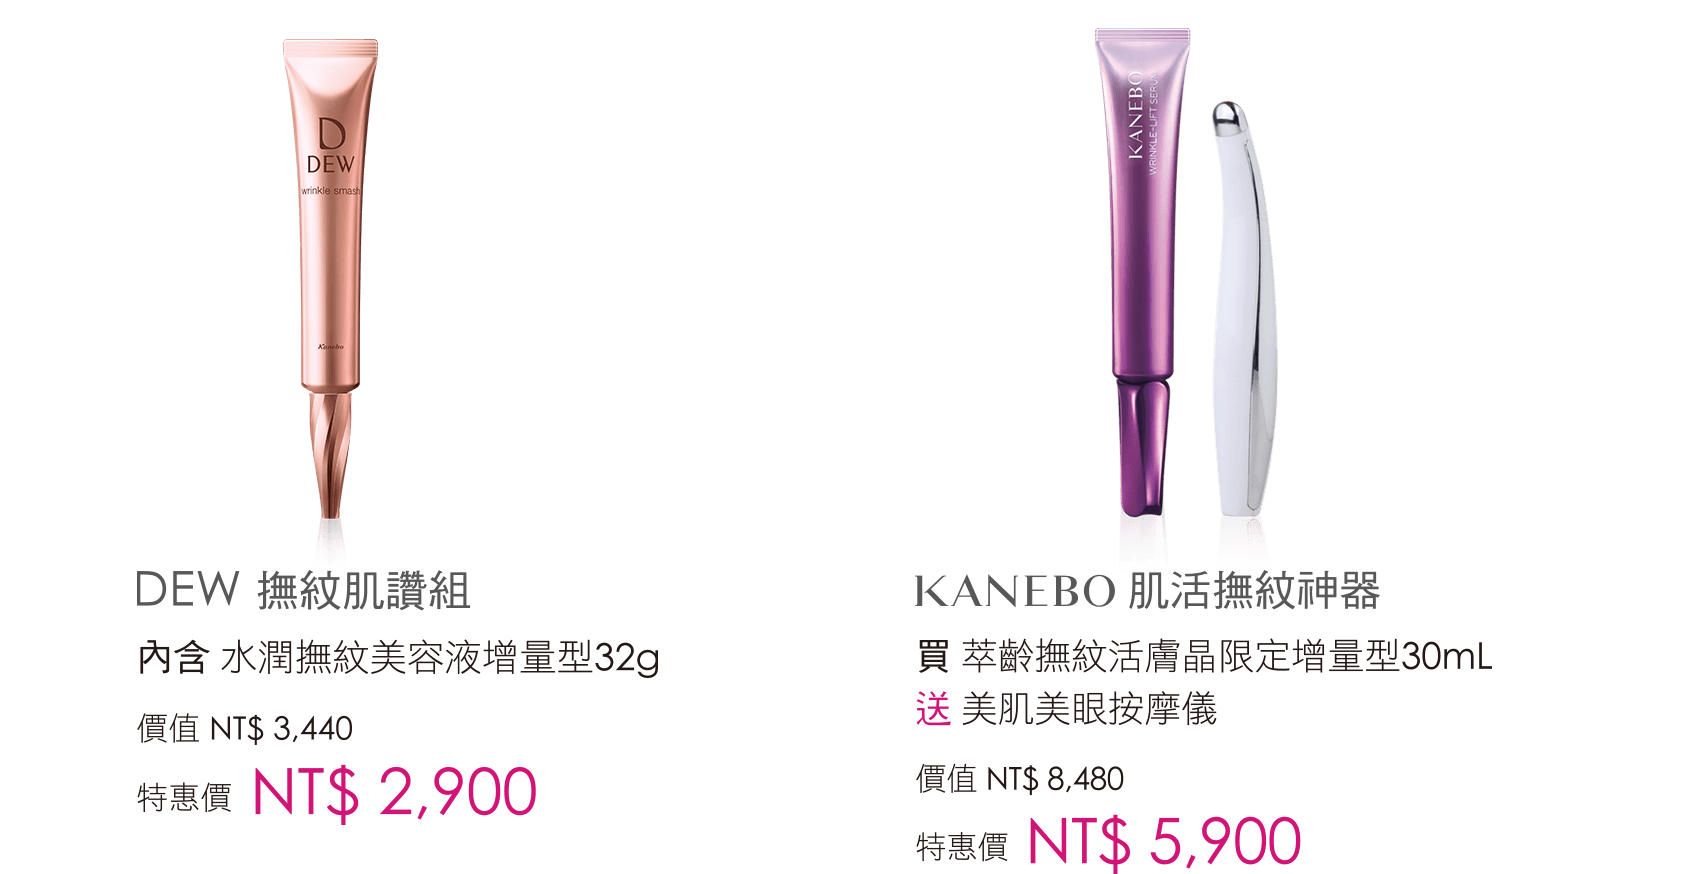 D
DEW
wrinkle smash
Kanebo
DEW 撫紋肌讚組
內含 水潤撫紋美容液增量型32g
價值 NT$ 3,440
特惠價 NT$ 2,900
KANEBO
WRINKLE-LIFT SERUM
KANEBO 肌活撫紋神器
買 萃齡撫紋活膚晶限定增量型30mL
送 美肌美眼按摩儀
價值 NT$ 8,480
特惠價 NT$ 5,900